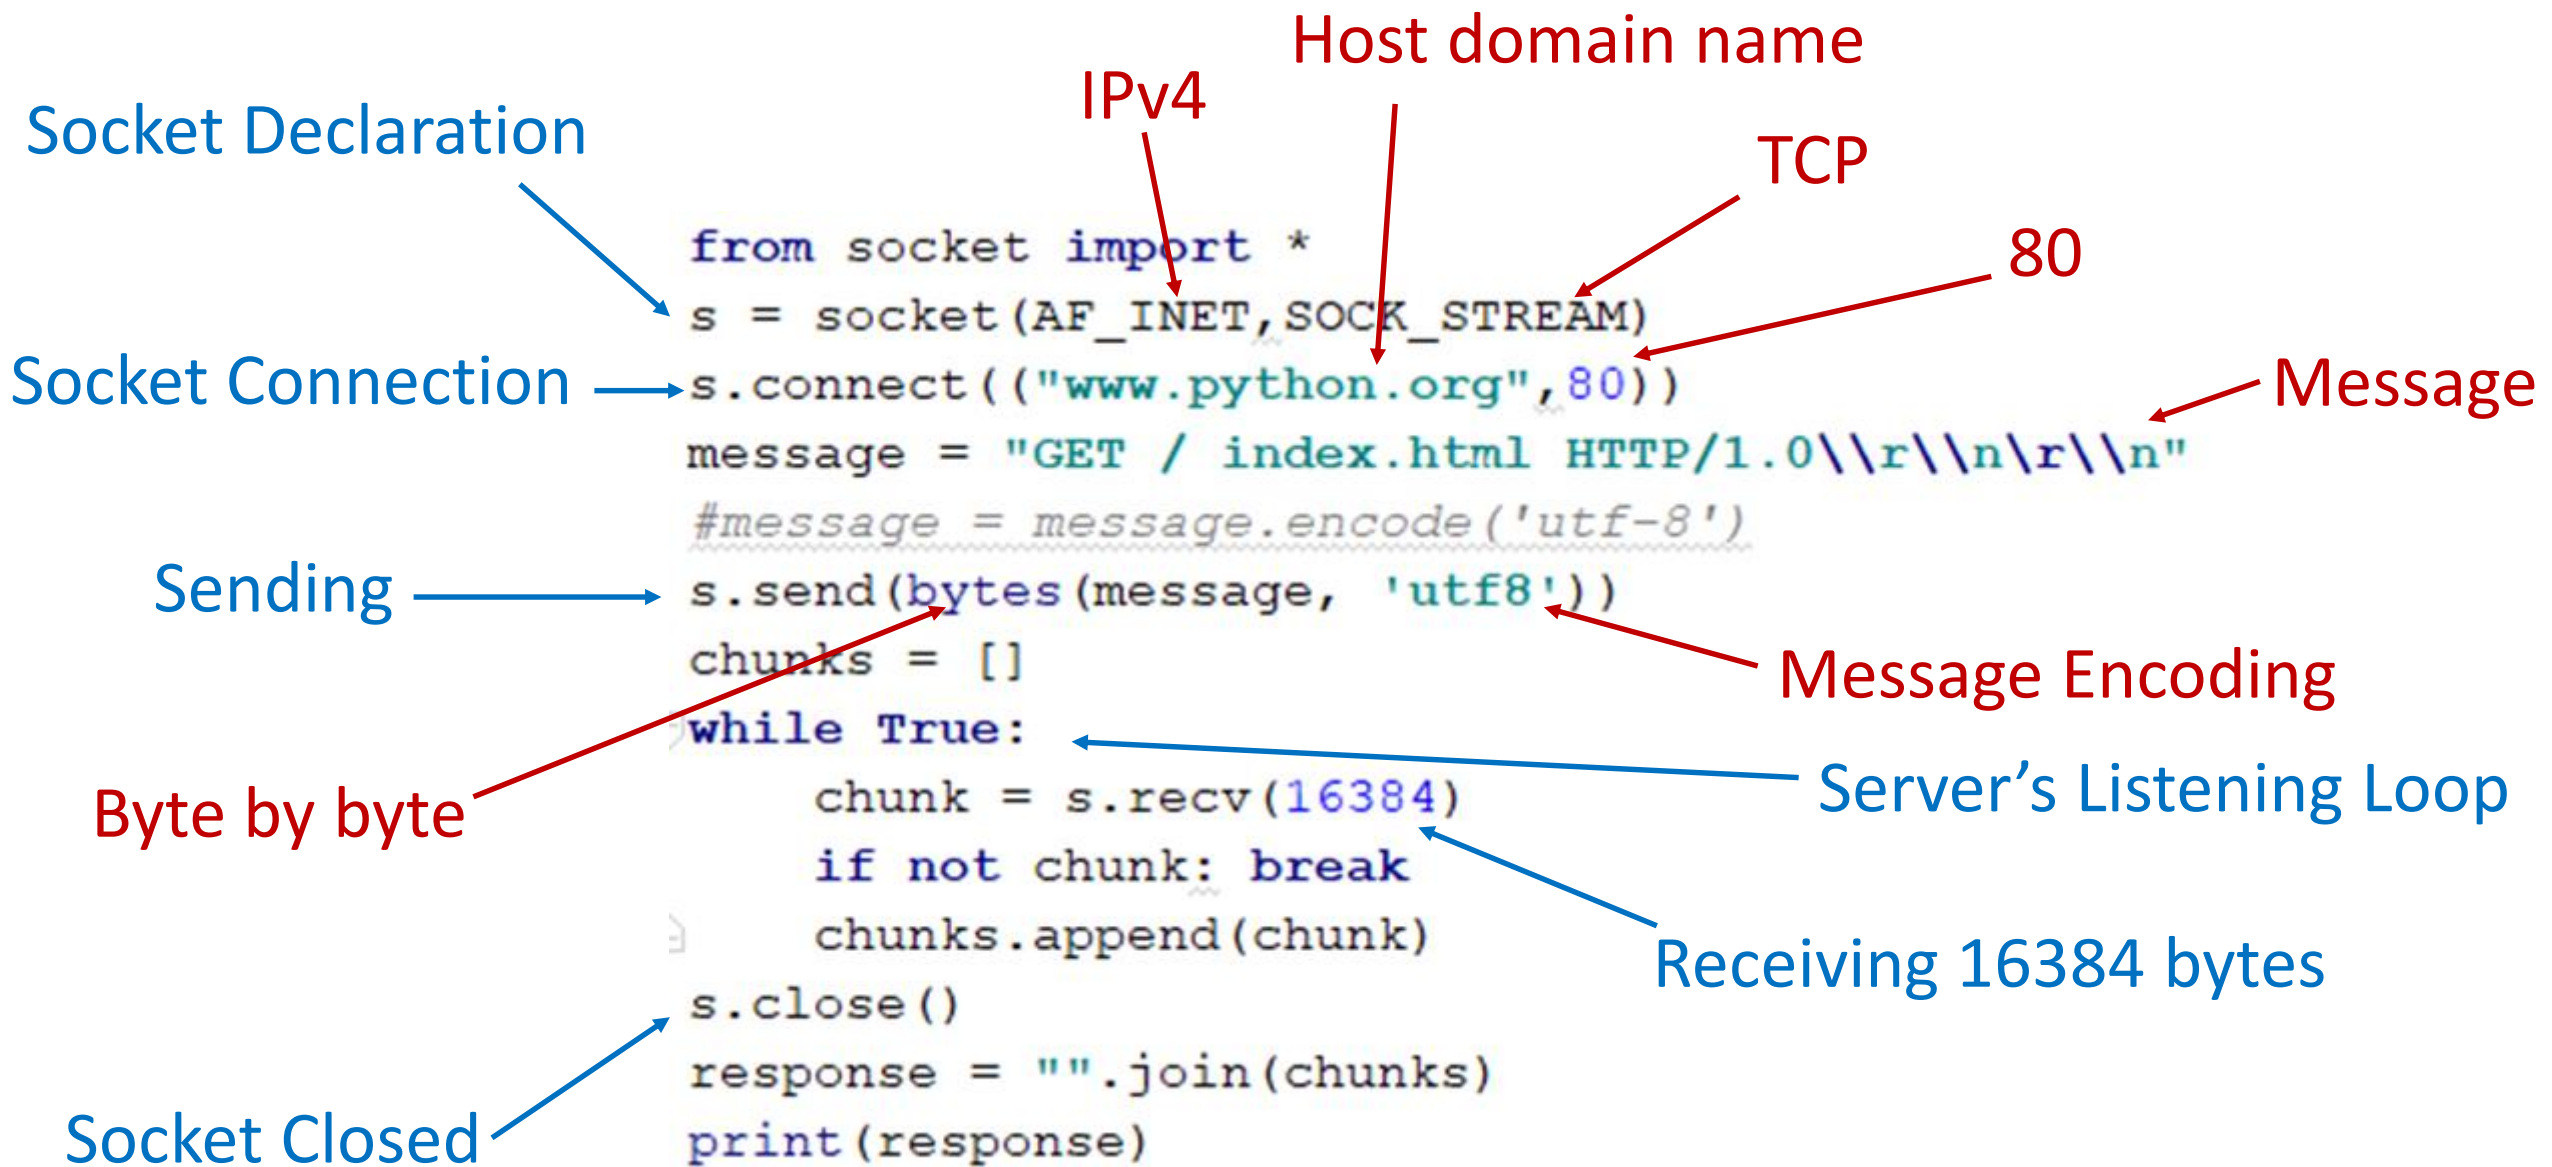 Host domain name
IPv4
Socket Declaration
TCP
80
from socket import *
s = socket(AF_INET,SOCK_STREAM)
Socket Connection
s.connect(("www.python.org",80))
Message
message = "GET / index.html HTTP/1.0\\r\\n\r\\n"
#message = message.encode('utf-8')
Sending
s.send(bytes(message, 'utf8'))
chunks = []
Message Encoding
while True:
Server’s Listening Loop
chunk = s.recv(16384)
Byte by byte
if not chunk: break
chunks.append(chunk)
Receiving 16384 bytes
s.close()
response = "".join(chunks)
Socket Closed
print(response)